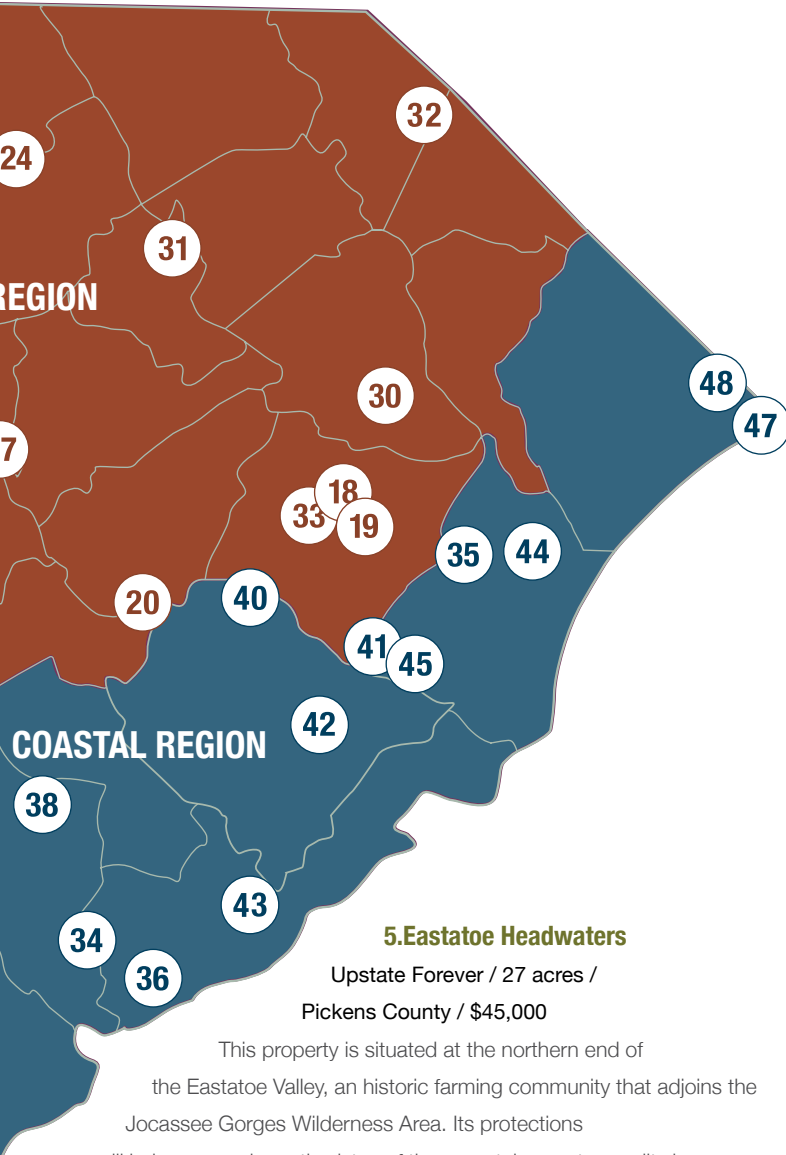 32
24
31
REGION
48
30
47
7
18
33
19
35
44
20
40
41
45
42
COASTAL REGION
38
43
34
36
5.Eastatoe Headwaters
Upstate Forever / 27 acres /
Pickens County / $45,000
This property is situated at the northern end of
the Eastatoe Valley, an historic farming community that adjoins the
Jocassee Gorges Wilderness Area. Its protections